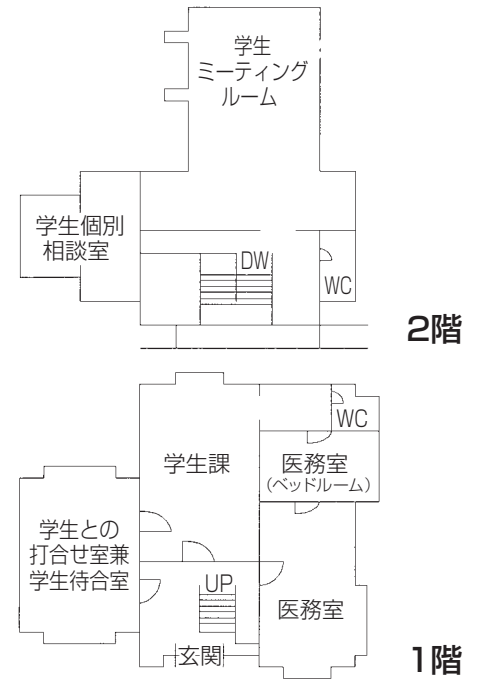 学生
ミーティング
ルーム
学生個別
相談室
DW
WC
2階
WC
学生課
医務室
(ベッドルーム)
学生との
打合せ室兼
学生待合室
UP
医務室
玄関
1階